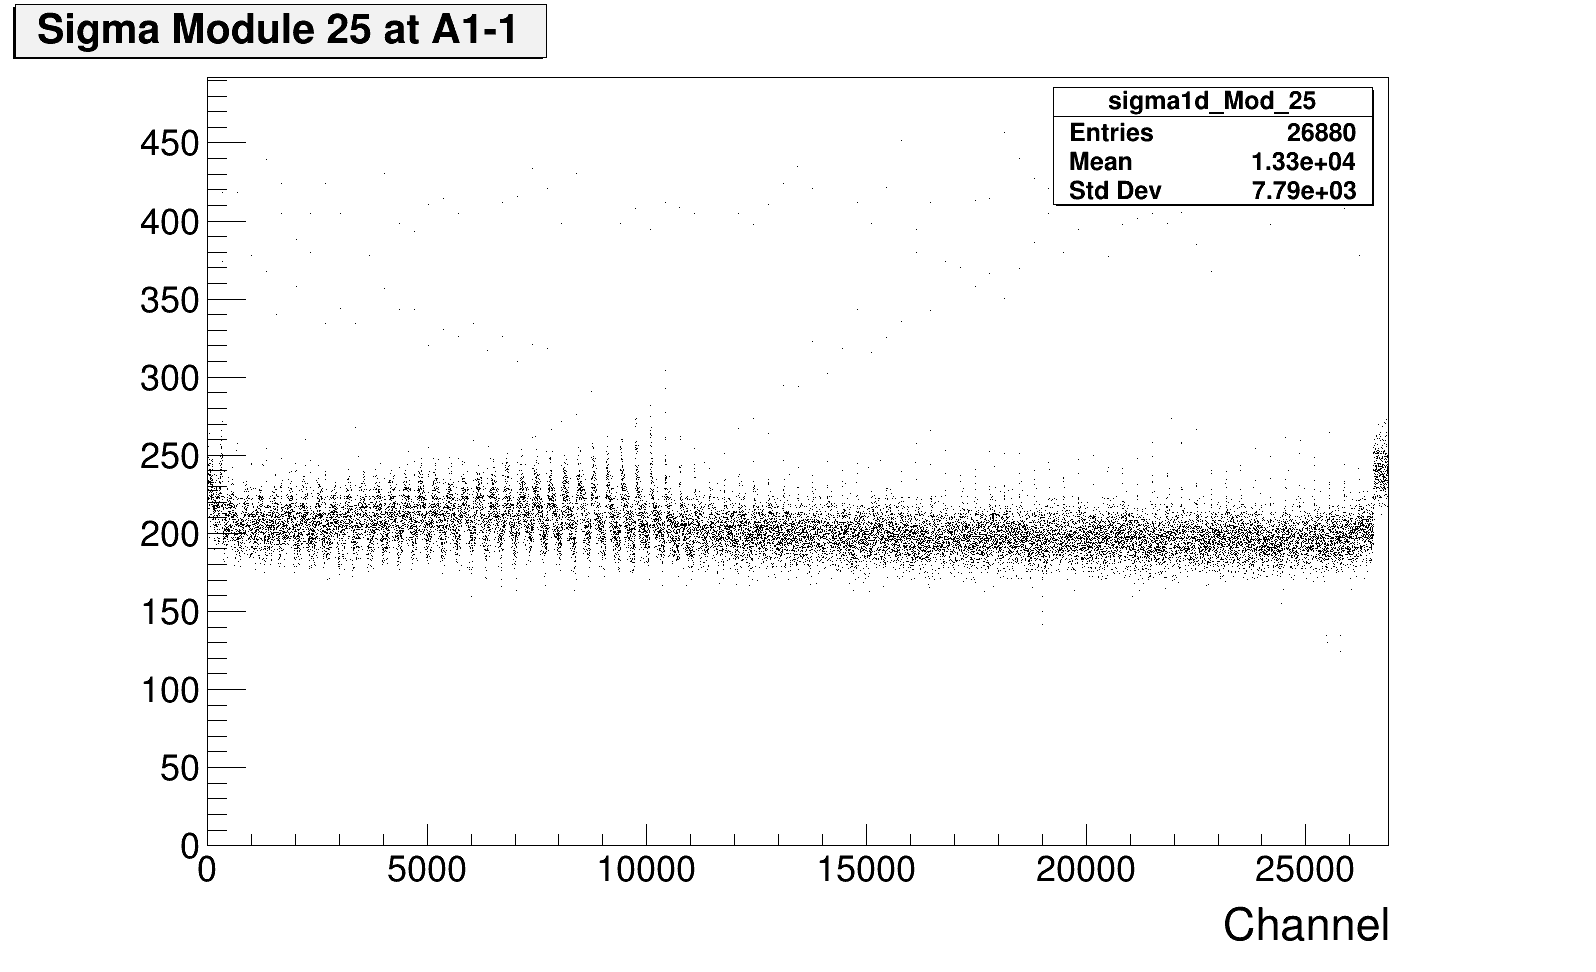 Sigma Module 25 at A1-1
sigma1d_Mod_25
Entries 26880
Mean 1.33e+04
Std Dev 7.79e+03
450
400
350
300
250
200
150
100
50
0
0 5000 10000 15000 20000 25000
Channel